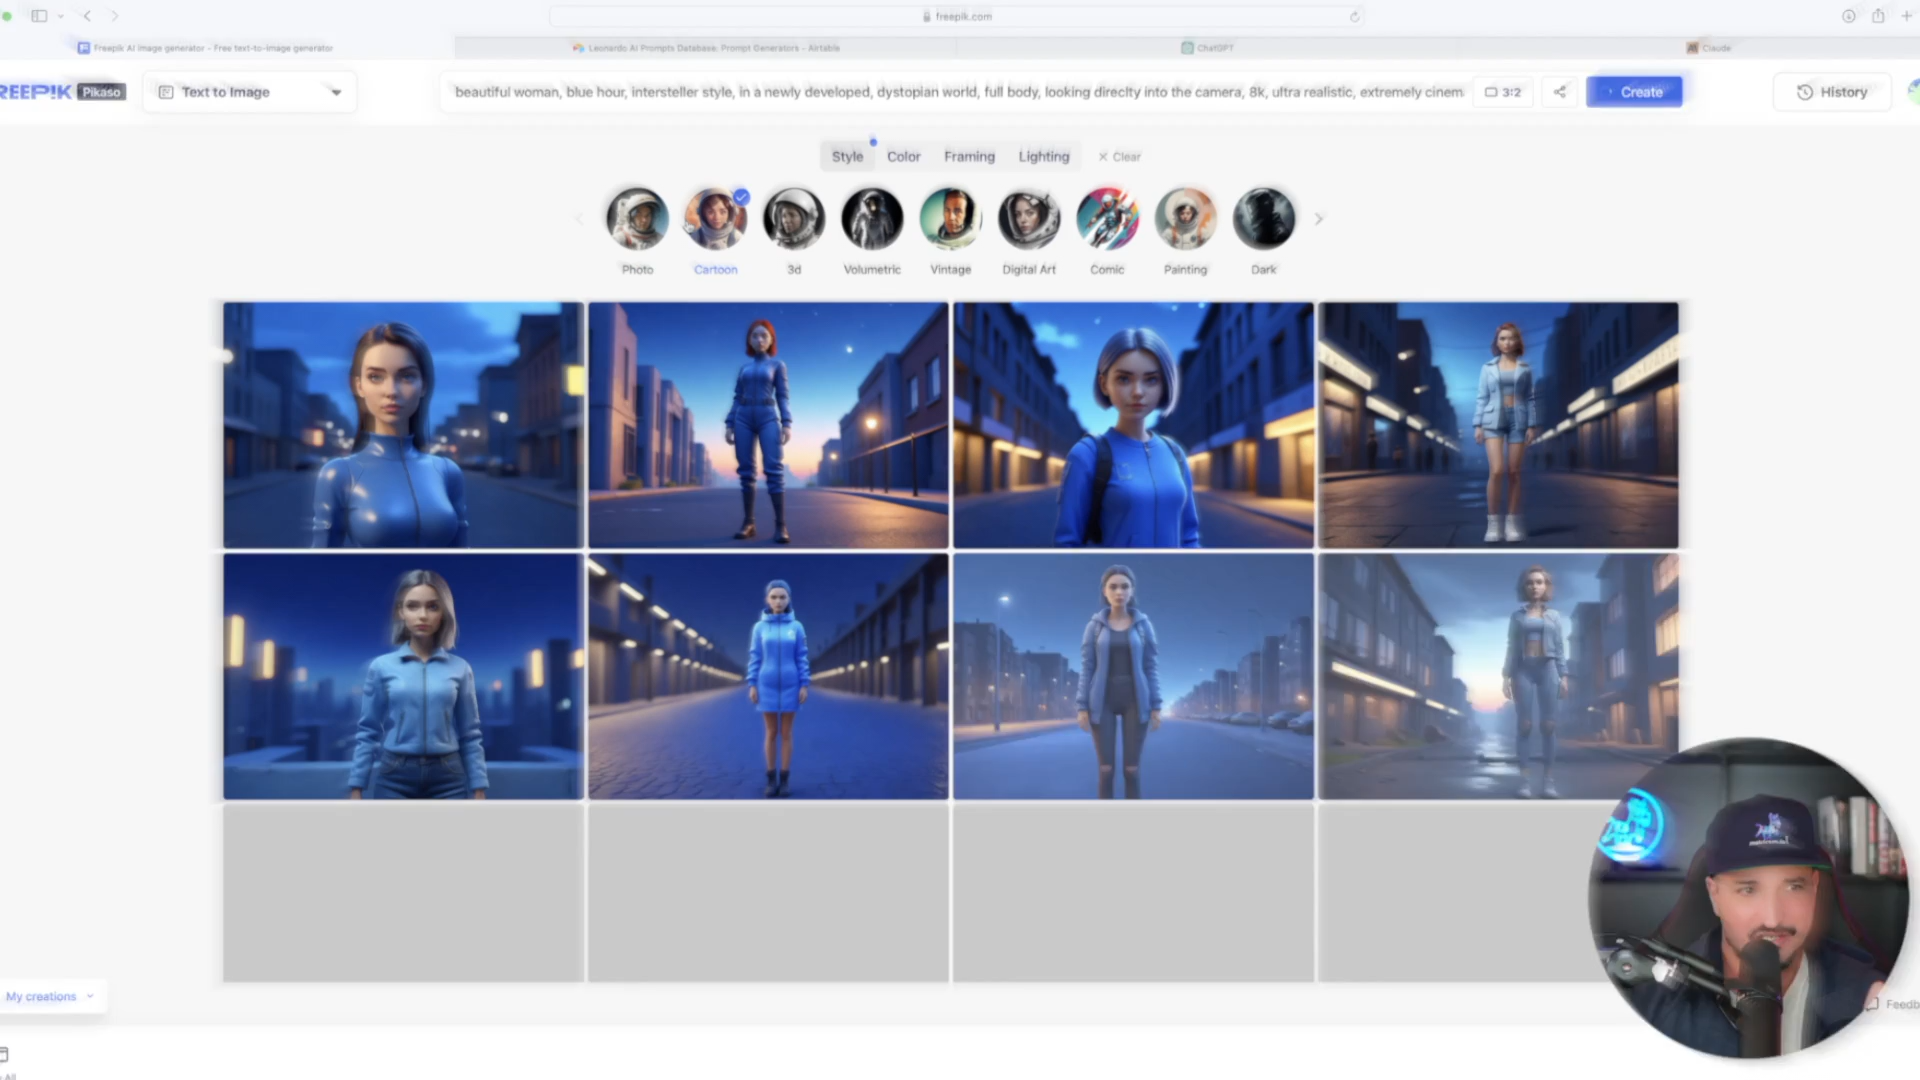 freepik.com
Freepik AI image generator - Free text-to-image generator
Leonardo AI Prompts Database: Prompt Generators - Airtable
ChatGPT
Claude
REEPIK Pikaso
Text to Image
beautiful woman, blue hour, intersteller style, in a newly developed, dystopian world, full body, looking direclty into the camera, 8k, ultra realistic, extremely cinem
3:2
Create
History
Style
Color
Framing
Lighting
Clear
Photo
Cartoon
3d
Volumetric
Vintage
Digital Art
Comic
Painting
Dark
My creations
Feedb
All